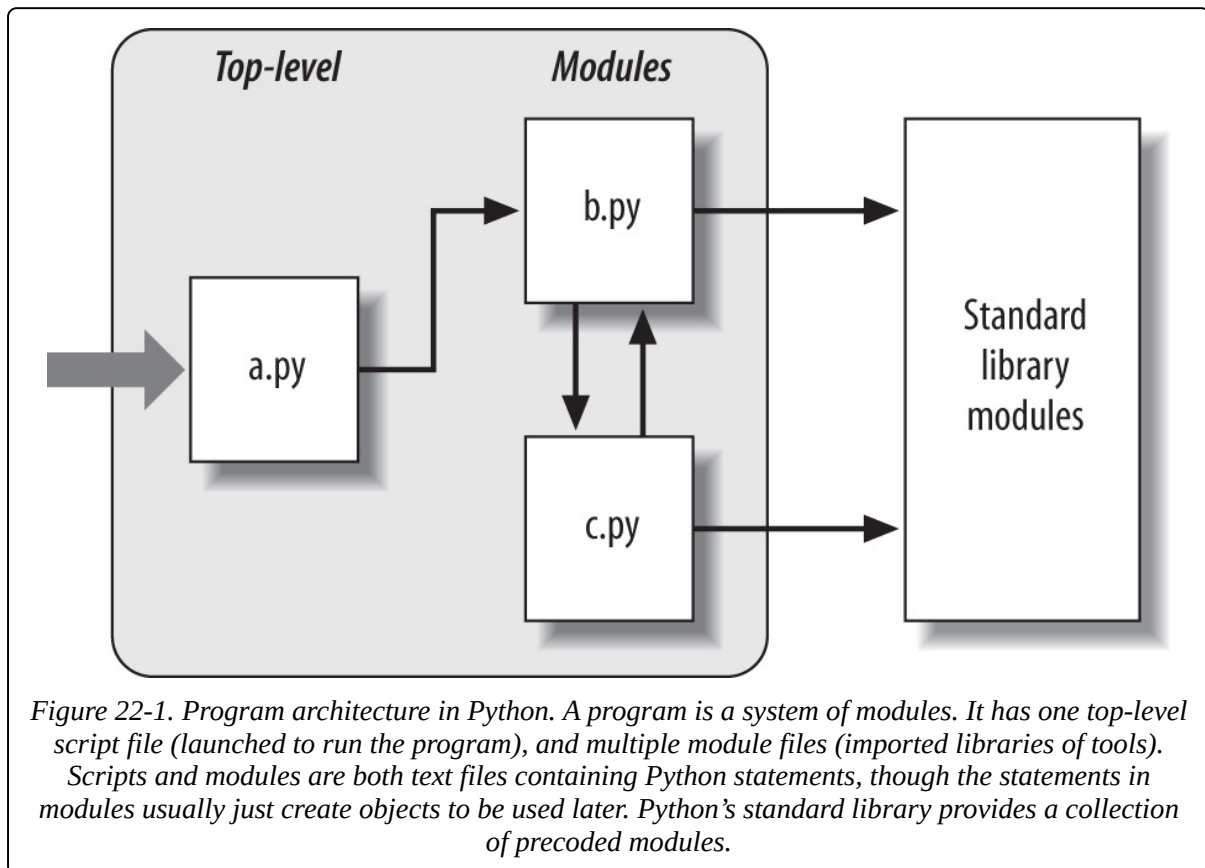 Top-level
Modules
b.py
a.py
c.py
Standard
library
modules
Figure 22-1. Program architecture in Python. A program is a system of modules. It has one top-level
script file (launched to run the program), and multiple module files (imported libraries of tools).
Scripts and modules are both text files containing Python statements, though the statements in
modules usually just create objects to be used later. Python’s standard library provides a collection
of precoded modules.